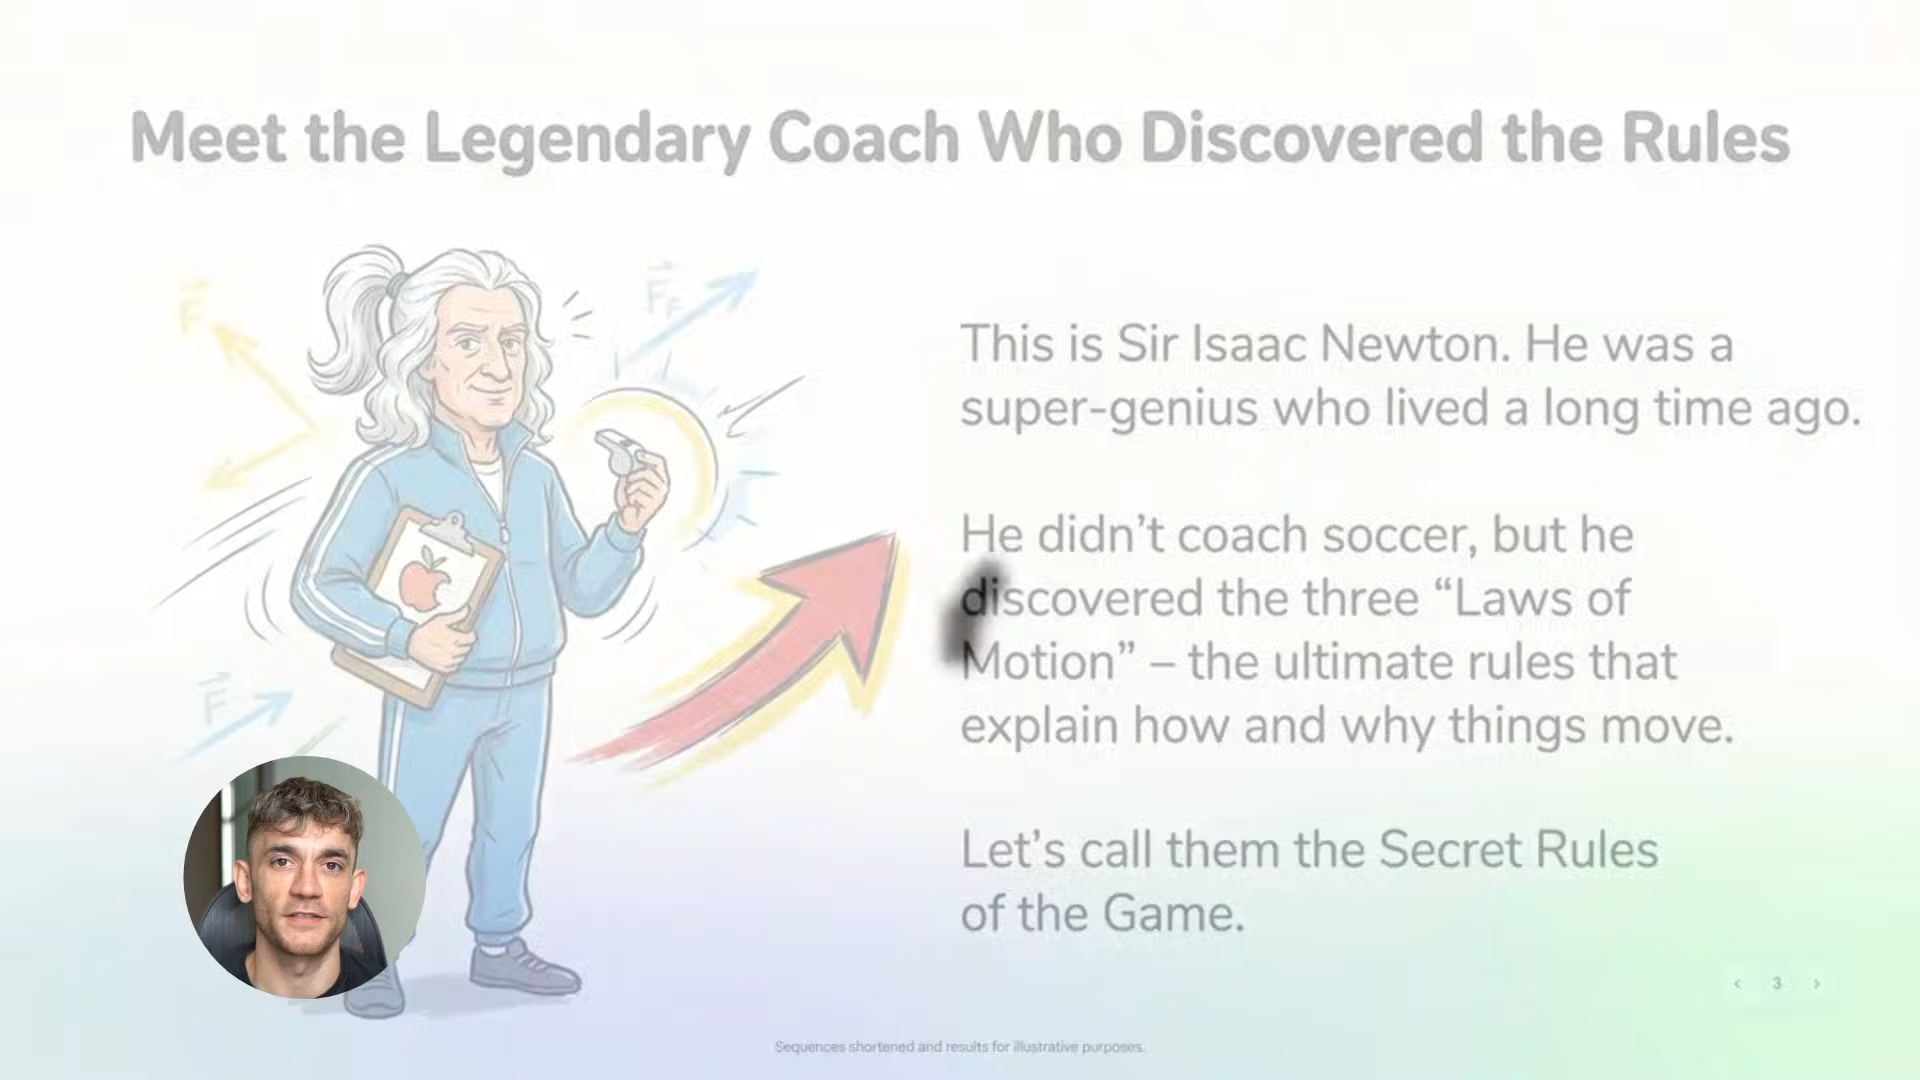 Meet the Legendary Coach Who Discovered the Rules
F
F
This is Sir Isaac Newton. He was a
super-genius who lived a long time ago.
He didn’t coach soccer, but he
discovered the three “Laws of
Motion” – the ultimate rules that
explain how and why things move.
F
Let’s call them the Secret Rules
of the Game.
< 3 >
Sequences shortened and results for illustrative purposes.